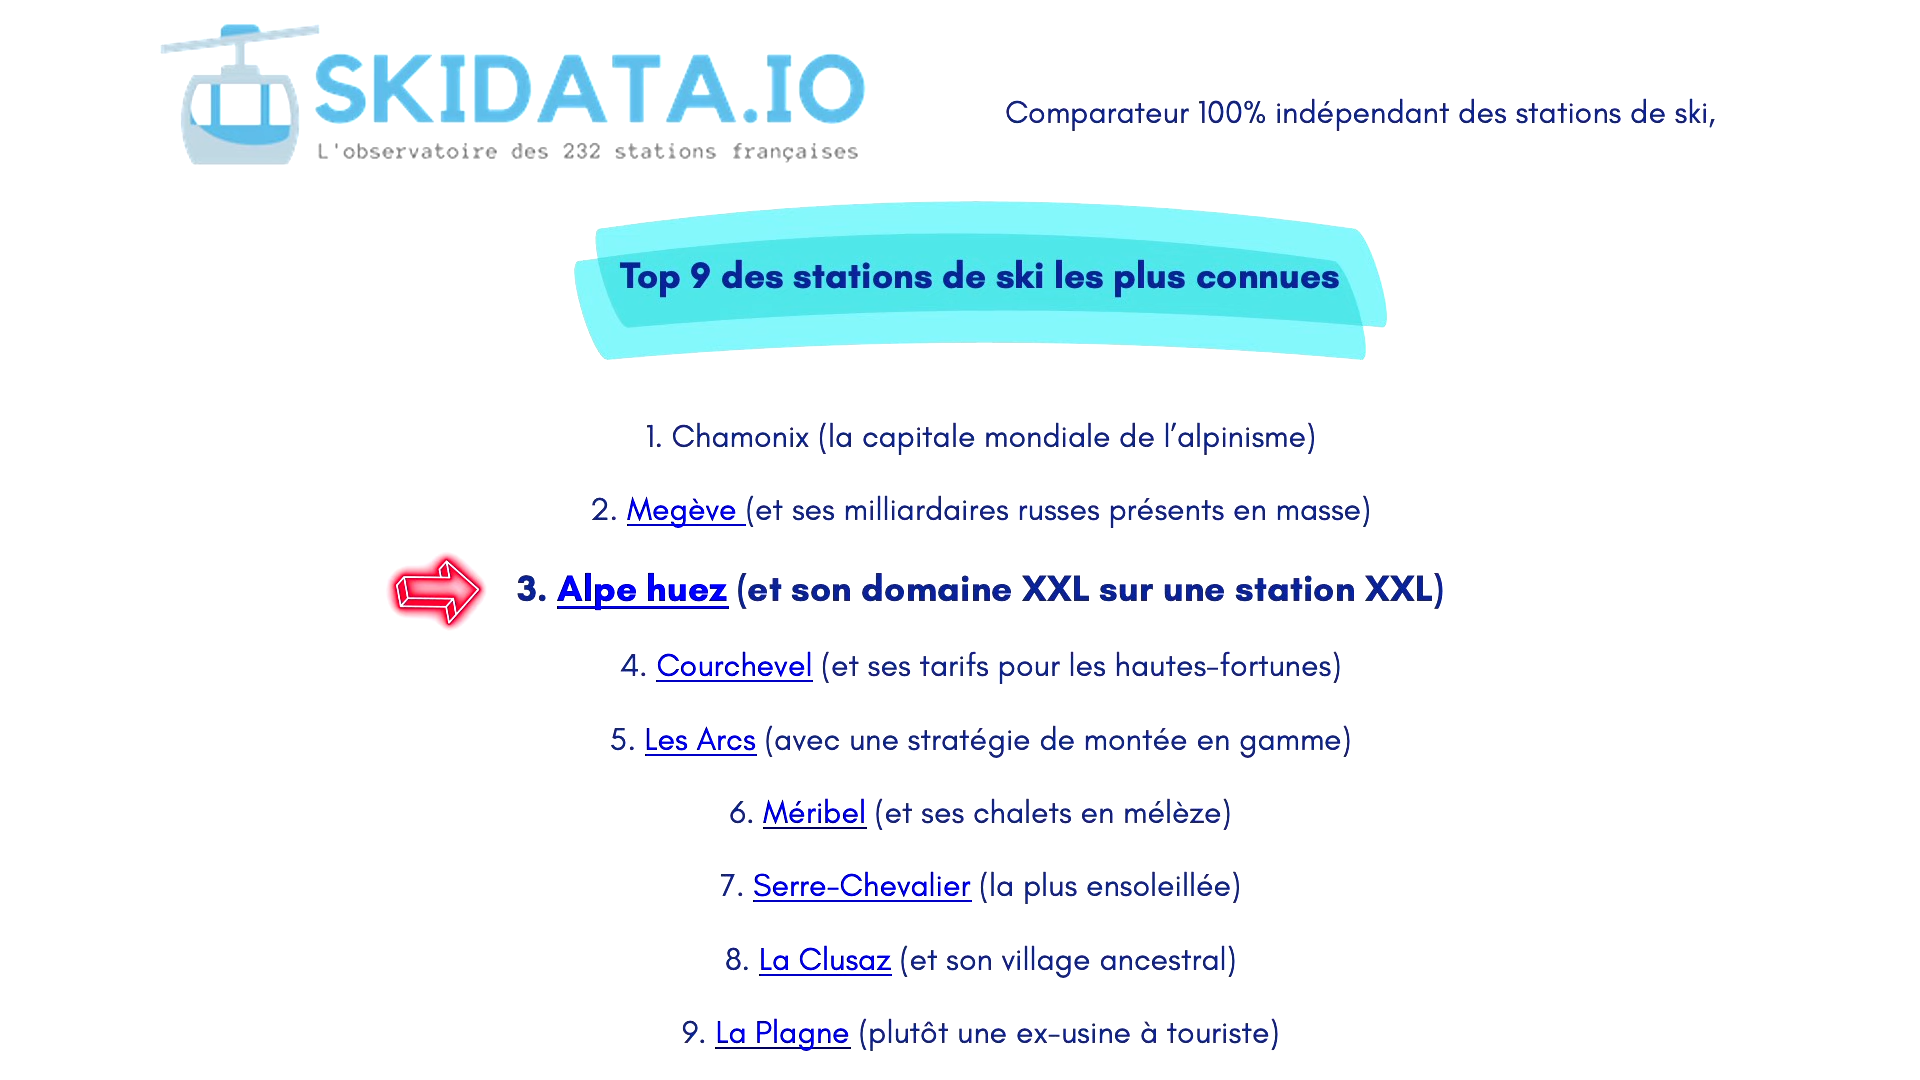 SKIDATA.IO
L'observatoire des 232 stations françaises
Comparateur 100% indépendant des stations de ski,
Top 9 des stations de ski les plus connues
1. Chamonix (la capitale mondiale de l’alpinisme)
2. Megève (et ses milliardaires russes présents en masse)
3. Alpe huez (et son domaine XXL sur une station XXL)
4. Courchevel (et ses tarifs pour les hautes-fortunes)
5. Les Arcs (avec une stratégie de montée en gamme)
6. Méribel (et ses chalets en mélèze)
7. Serre-Chevalier (la plus ensoleillée)
8. La Clusaz (et son village ancestral)
9. La Plagne (plutôt une ex-usine à touriste)